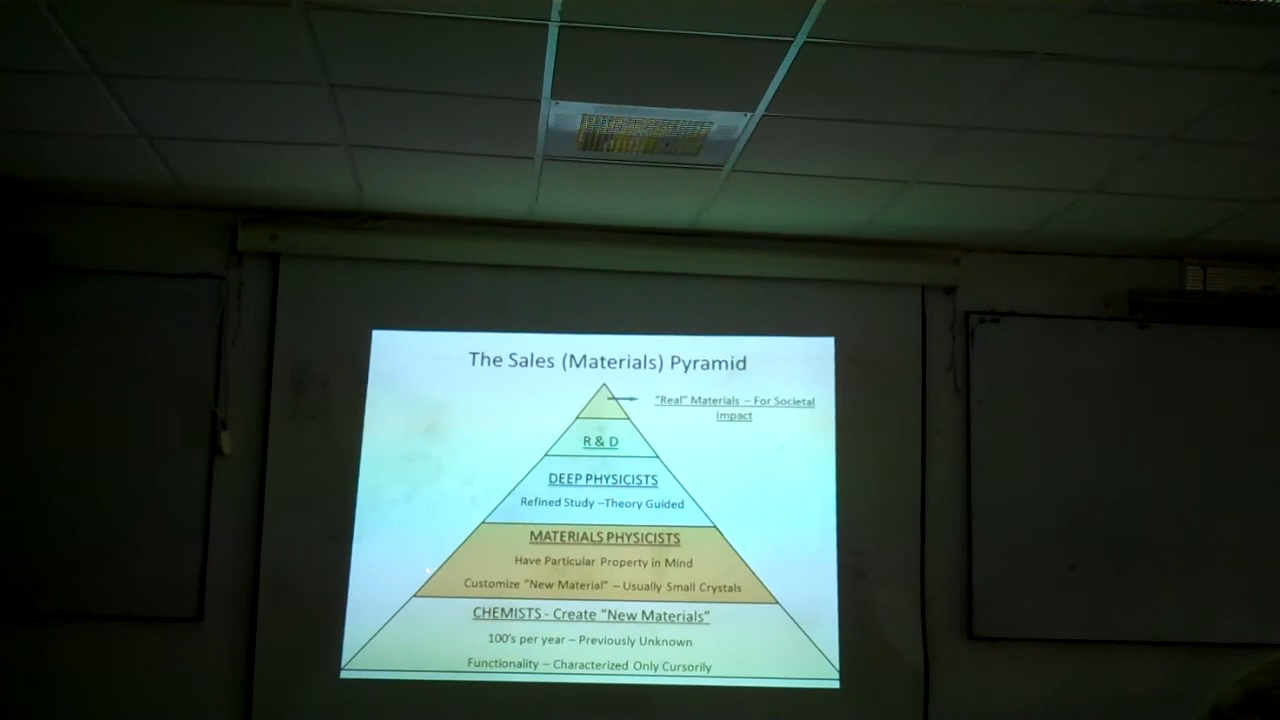 The Sales (Materials) Pyramid
"Real" Materials – For Societal
Impact
R & D
DEEP PHYSICISTS
Refined Study –Theory Guided
MATERIALS PHYSICISTS
Have Particular Property in Mind
Customize "New Material" – Usually Small Crystals
CHEMISTS - Create "New Materials"
100's per year – Previously Unknown
Functionality – Characterized Only Cursorily